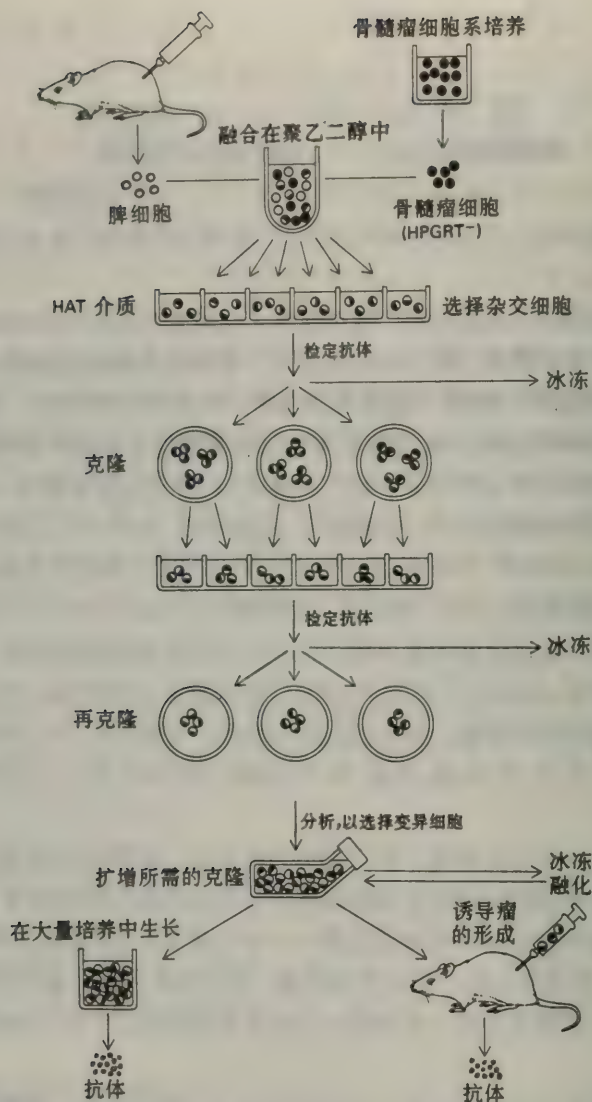 骨髓瘤细胞系培养
融合在聚乙二醇中
脾细胞
骨髓瘤细胞
(HPGRT⁻)
HAT 介质
选择杂交细胞
检定抗体
冰冻
克隆
检定抗体
冰冻
再克隆
分析,以选择变异细胞
扩增所需的克隆
冰冻
融化
在大量培养中生长
诱导瘤
的形成
抗体
抗体